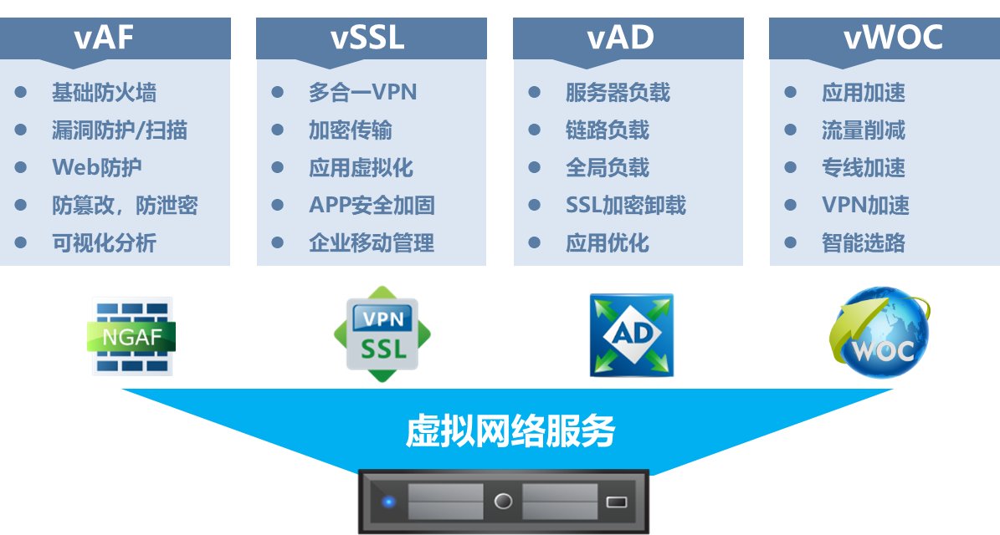 vAF
基础防火墙
漏洞防护/扫描
Web防护
防篡改，防泄密
可视化分析
vSSL
多合一VPN
加密传输
应用虚拟化
APP安全加固
企业移动管理
vAD
服务器负载
链路负载
全局负载
SSL加密卸载
应用优化
vWOC
应用加速
流量削减
专线加速
VPN加速
智能选路
NGAF
VPN
SSL
AD
WOC
虚拟网络服务